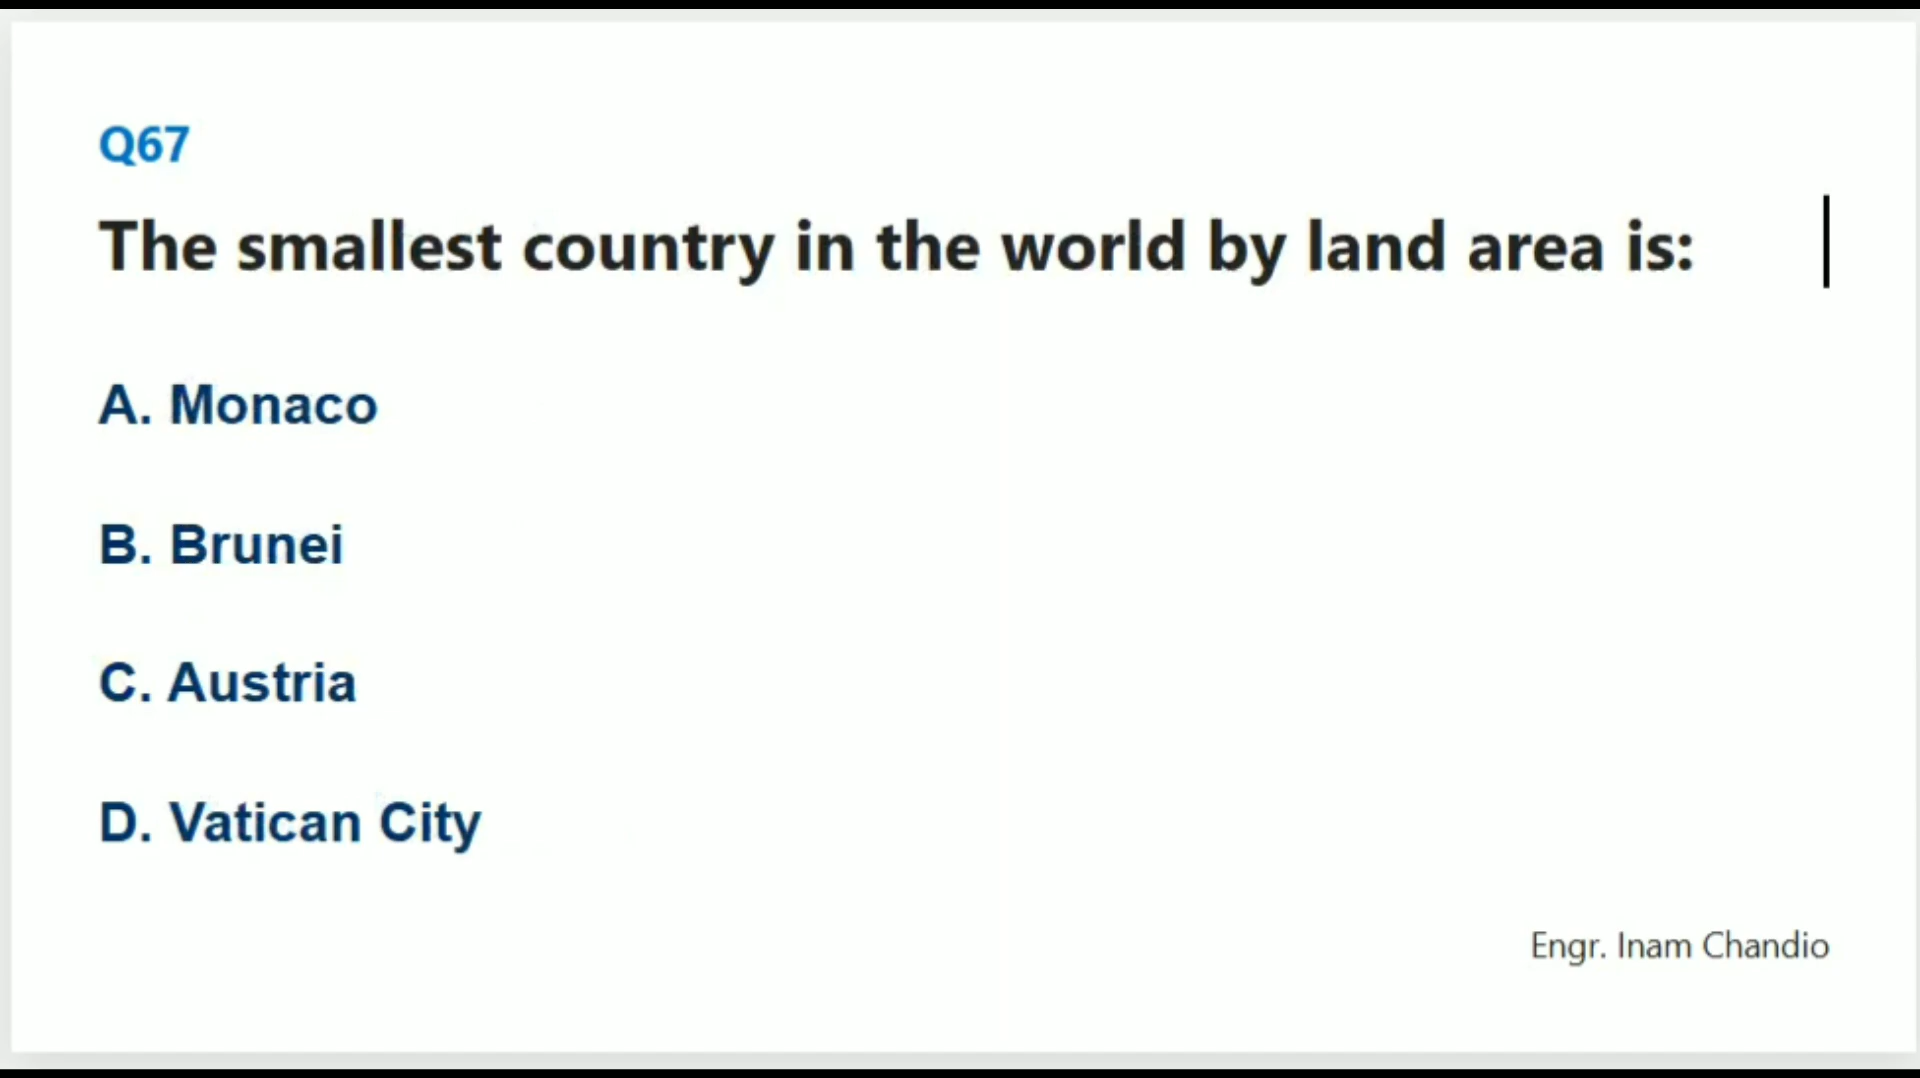 Q67
The smallest country in the world by land area is:
A. Monaco
B. Brunei
C. Austria
D. Vatican City
Engr. Inam Chandio